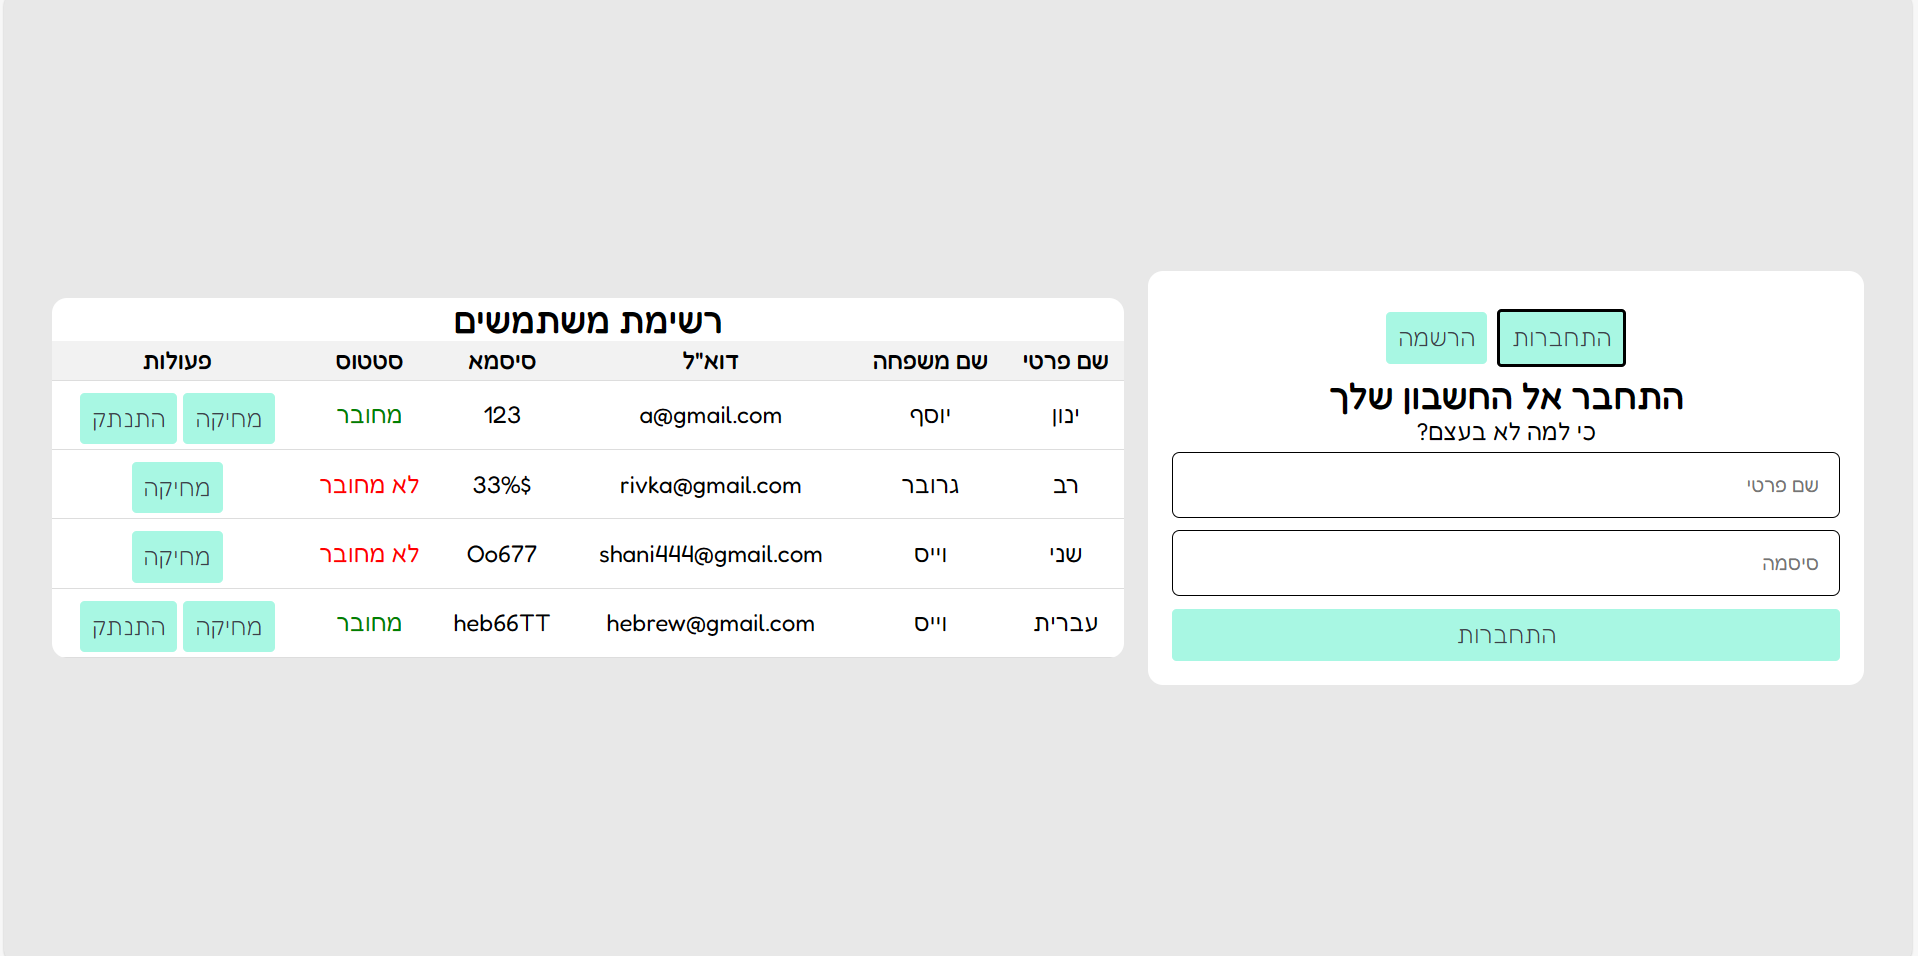 התחברות הרשמה
התחבר אל החשבון שלך
כי למה לא בעצם?
שם פרטי
סיסמה
התחברות
רשימת משתמשים
שם פרטי שם משפחה דוא"ל סיסמא סטטוס פעולות
ינון יוסף a@gmail.com 123 מחובר מחיקה התנתק
רב גרובר rivka@gmail.com 33%$ לא מחובר מחיקה
שני וייס shani444@gmail.com Oo677 לא מחובר מחיקה
עברית וייס hebrew@gmail.com heb66TT מחובר מחיקה התנתק